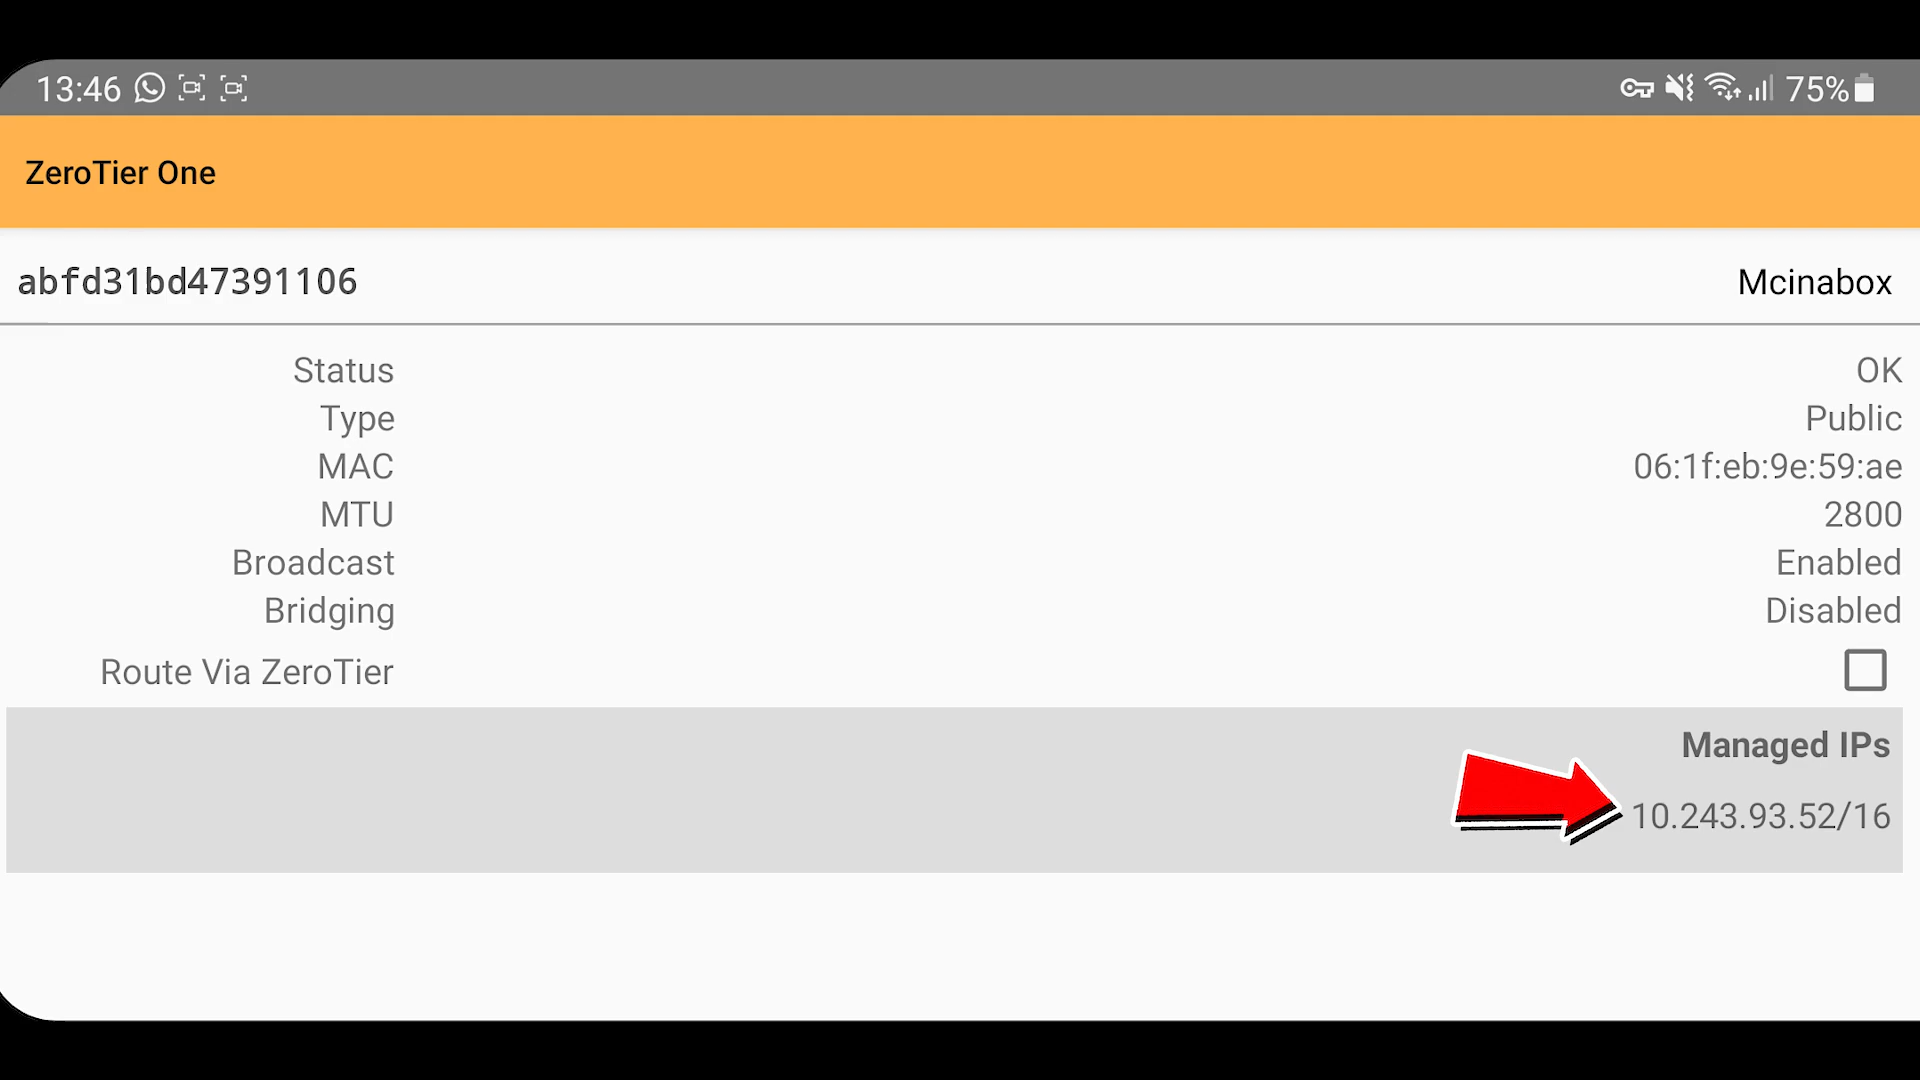 13:46 75%
ZeroTier One
abfd31bd47391106 Mcinabox
Status OK
Type Public
MAC 06:1f:eb:9e:59:ae
MTU 2800
Broadcast Enabled
Bridging Disabled
Route Via ZeroTier
Managed IPs
10.243.93.52/16